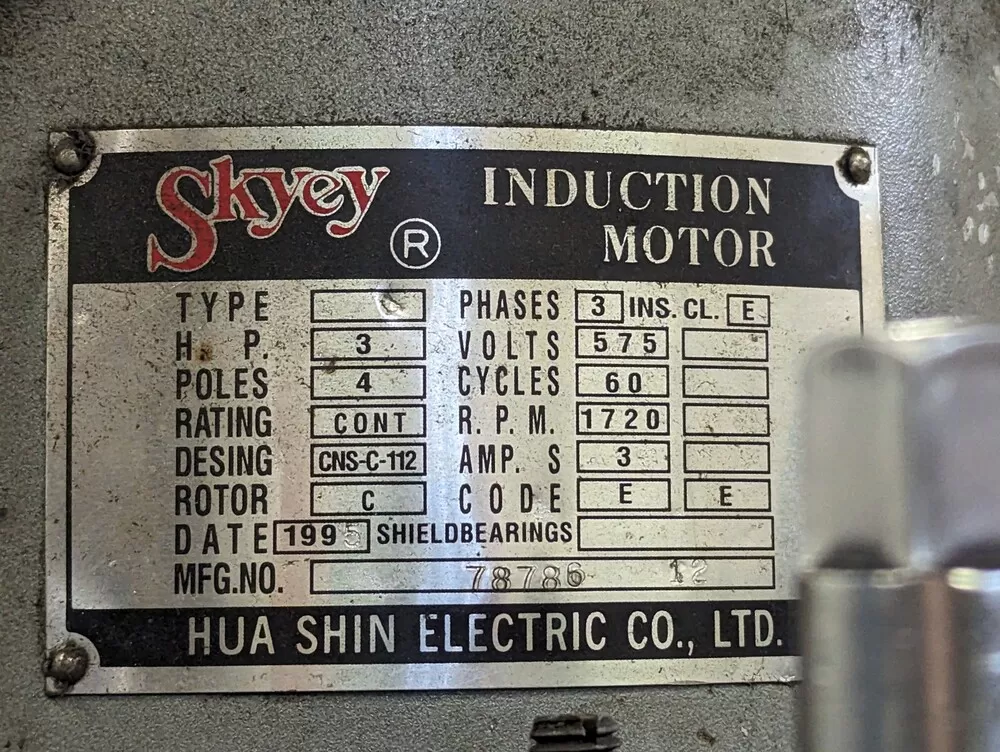 Skyey ® INDUCTION
MOTOR
TYPE PHASES 3 INS. CL. E
H. P. 3 VOLTS 575
POLES 4 CYCLES 60
RATING CONT R. P. M. 1720
DESING CNS-C-112 AMP. S 3
ROTOR C CODE E E
DATE 1995 SHIELDBEARINGS
MFG.NO. 78786 12
HUA SHIN ELECTRIC CO., LTD.